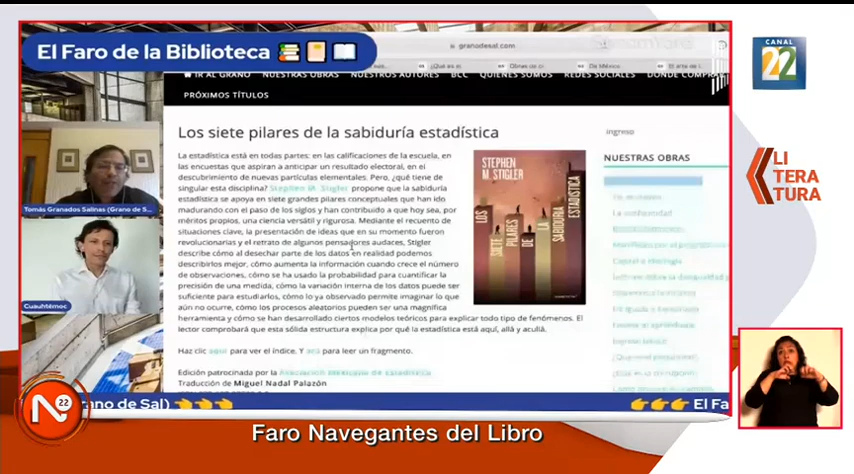 El Faro de la Biblioteca
granodesal.com
IR AL GRANO NUESTRAS OBRAS NUESTROS AUTORES BCC QUIÉNES SOMOS REDES SOCIALES DÓNDE COMPRAR
PRÓXIMOS TÍTULOS
Los siete pilares de la sabiduría estadística
La estadística está en todas partes: en las calificaciones de la escuela, en
las encuestas que aspiran a anticipar un resultado electoral, en el
descubrimiento de nuevas partículas elementales. Pero, ¿qué tiene de
singular esta disciplina? Stephen M. Stigler propone que la sabiduría
estadística se apoya en siete grandes pilares conceptuales que han ido
madurando con el paso de los siglos y han contribuido a que hoy sea, por
méritos propios, una ciencia versátil y rigurosa. Mediante el recuento de
situaciones clave, la presentación de ideas que en su momento fueron
revolucionarias y el retrato de algunos pensadores audaces, Stigler
describe cómo al desechar parte de los datos en realidad podemos
describirlos mejor, cómo aumenta la información cuando crece el número
de observaciones, cómo se ha usado la probabilidad para cuantificar la
precisión de una medida, cómo la variación interna de los datos puede ser
suficiente para estudiarlos, cómo lo ya observado permite imaginar lo que
aún no ocurre, cómo los procesos aleatorios pueden ser una magnífica
herramienta y cómo se han desarrollado ciertos modelos teóricos para explicar todo tipo de fenómenos. El
lector comprobará que esta sólida estructura explica por qué la estadística está aquí, allá y acullá.
Haz clic aquí para ver el índice. Y acá para leer un fragmento.
Edición patrocinada por la Asociación Mexicana de Estadística
Traducción de Miguel Nadal Palazón
STEPHEN
M. STIGLER
LOS
SIETE
PILARES
DE
LA
SABIDURÍA
ESTADÍSTICA
ingreso
NUESTRAS OBRAS
Capital e ideología
Tomás Granados Salinas (Grano de S...
Cuauhtémoc
rano de Sal)
El Fa
N 22
Faro Navegantes del Libro
CANAL
22
LI
TERA
TURA